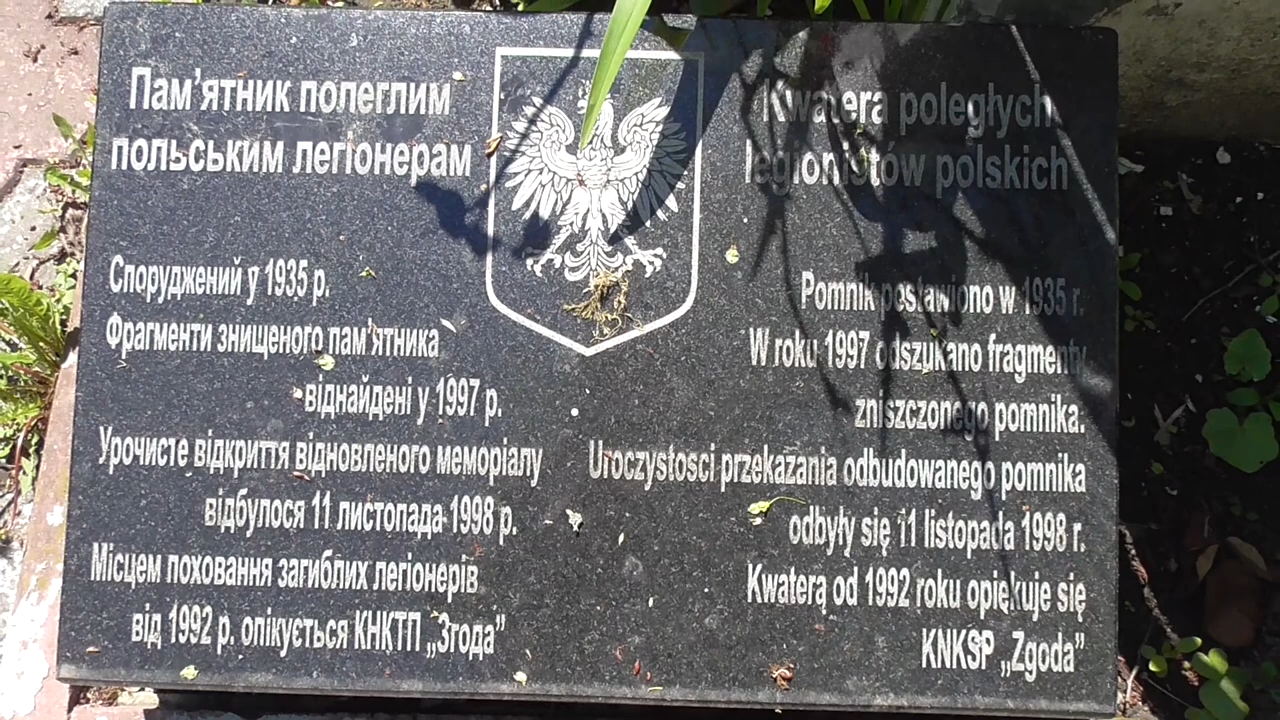 Пам'ятник полеглим
польським легіонерам
Споруджений у 1935 р.
Фрагменти знищеного пам'ятника
віднайдені у 1997 р.
Урочисте відкриття відновленого меморіалу
відбулося 11 листопада 1998 р.
Місцем поховання загиблих легіонерів
від 1992 р. опікується КНКТП „Згода”
Kwatera poległych
legionistów polskich
Pomnik postawiono w 1935 r.
W roku 1997 odszukano fragmenty
zniszczonego pomnika.
Uroczystosci przekazania odbudowanego pomnika
odbyły się 11 listopada 1998 r.
Kwaterą od 1992 roku opiękuje się
KNKSP „Zgoda”